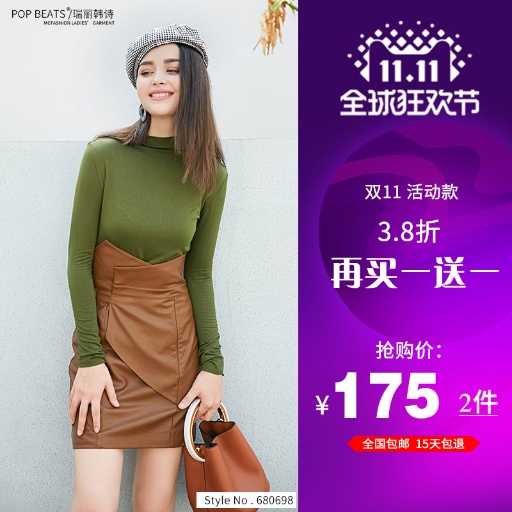 POP BEATS®/瑞丽韩诗
MCFASHION LADIES' GARMENT
11.11
全球狂欢节
双11 活动款
3.8折
再买一送一
抢购价:
¥175 2件
全国包邮 15天包退
Style No . 680698